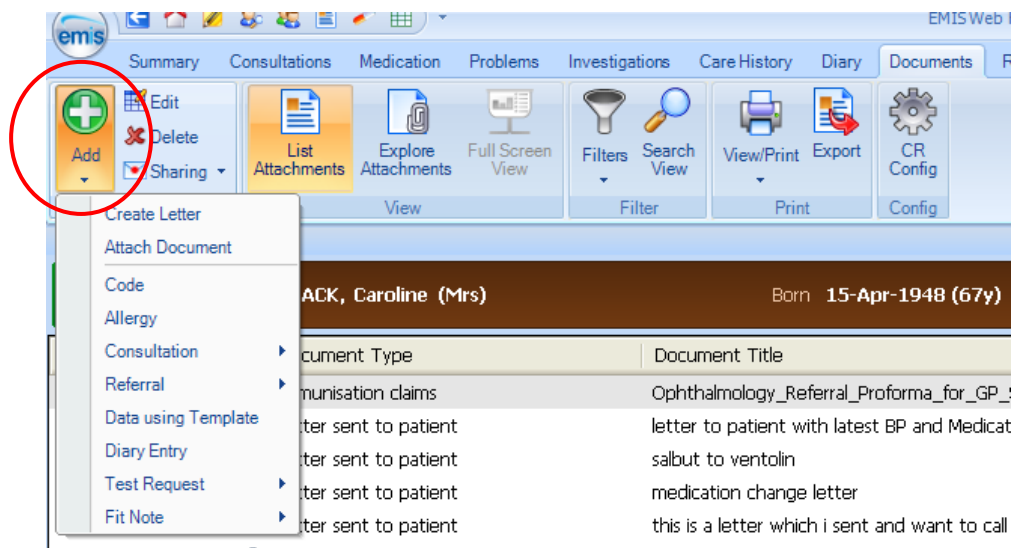 emis
EMIS Web
Summary Consultations Medication Problems Investigations Care History Diary Documents
Add
Edit
Delete
Sharing
List Attachments
Explore Attachments
Full Screen View
Filters
Search View
View/Print
Export
CR Config
View Filter Print Config
Create Letter
Attach Document
Code
Allergy
Consultation
Referral
Data using Template
Diary Entry
Test Request
Fit Note
ACK, Caroline (Mrs) Born 15-Apr-1948 (67y)
cument Type Document Title
munisation claims Ophthalmology_Referral_Proforma_for_GP_
tter sent to patient letter to patient with latest BP and Medicat
tter sent to patient salbut to ventolin
tter sent to patient medication change letter
tter sent to patient this is a letter which i sent and want to call